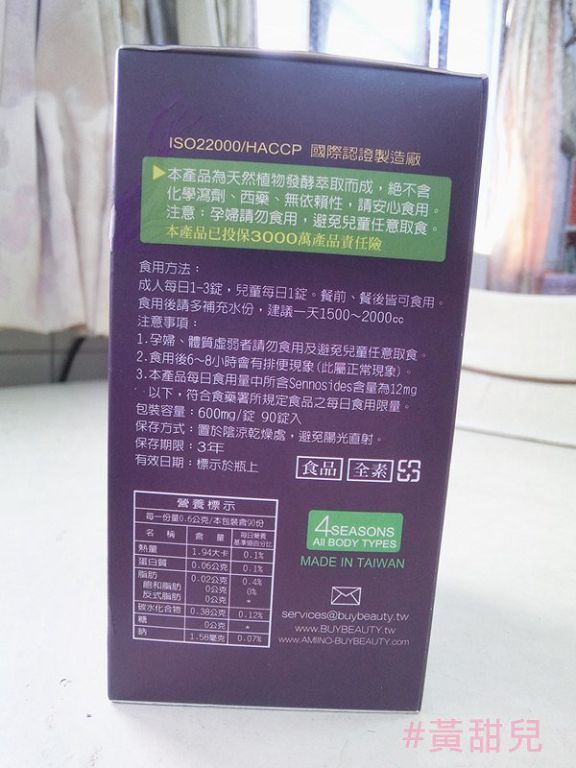 ISO22000/HACCP 國際認證製造廠
本產品為天然植物發酵萃取而成，絕不含
化學瀉劑、西藥、無依賴性，請安心食用。
注意：孕婦請勿食用，避免兒童任意取食。
本產品已投保3000萬產品責任險
食用方法：
成人每日1-3錠，兒童每日1錠。餐前、餐後皆可食用。
食用後請多補充水份，建議一天1500～2000cc
注意事項：
1.孕婦、體質虛弱者請勿食用及避免兒童任意取食。
2.食用後6～8小時會有排便現象（此屬正常現象）。
3.本產品每日食用量中所含Sennosides含量為12mg
以下，符合食藥署所規定食品之每日食用限量。
包裝容量：600mg/錠 90錠入
保存方式：置於陰涼乾燥處，避免陽光直射。
保存期限：3年
有效日期：標示於瓶上
食品 全素
營養標示
每一份量0.6公克/本包裝含90份
名稱 含量 每日營養基準值百分比
熱量 1.94大卡 0.1%
蛋白質 0.06公克 0.1%
脂肪 0.02公克 0.4%
飽和脂肪 0公克 0%
反式脂肪 0公克 *
碳水化合物 0.38公克 0.12%
糖 0公克 *
鈉 1.58毫克 0.07%
4 SEASONS
All BODY TYPES
MADE IN TAIWAN
services@buybeauty.tw
www.BUYBEAUTY.tw
www.AMIINO-BUYBEAUTY.com
#黃甜兒